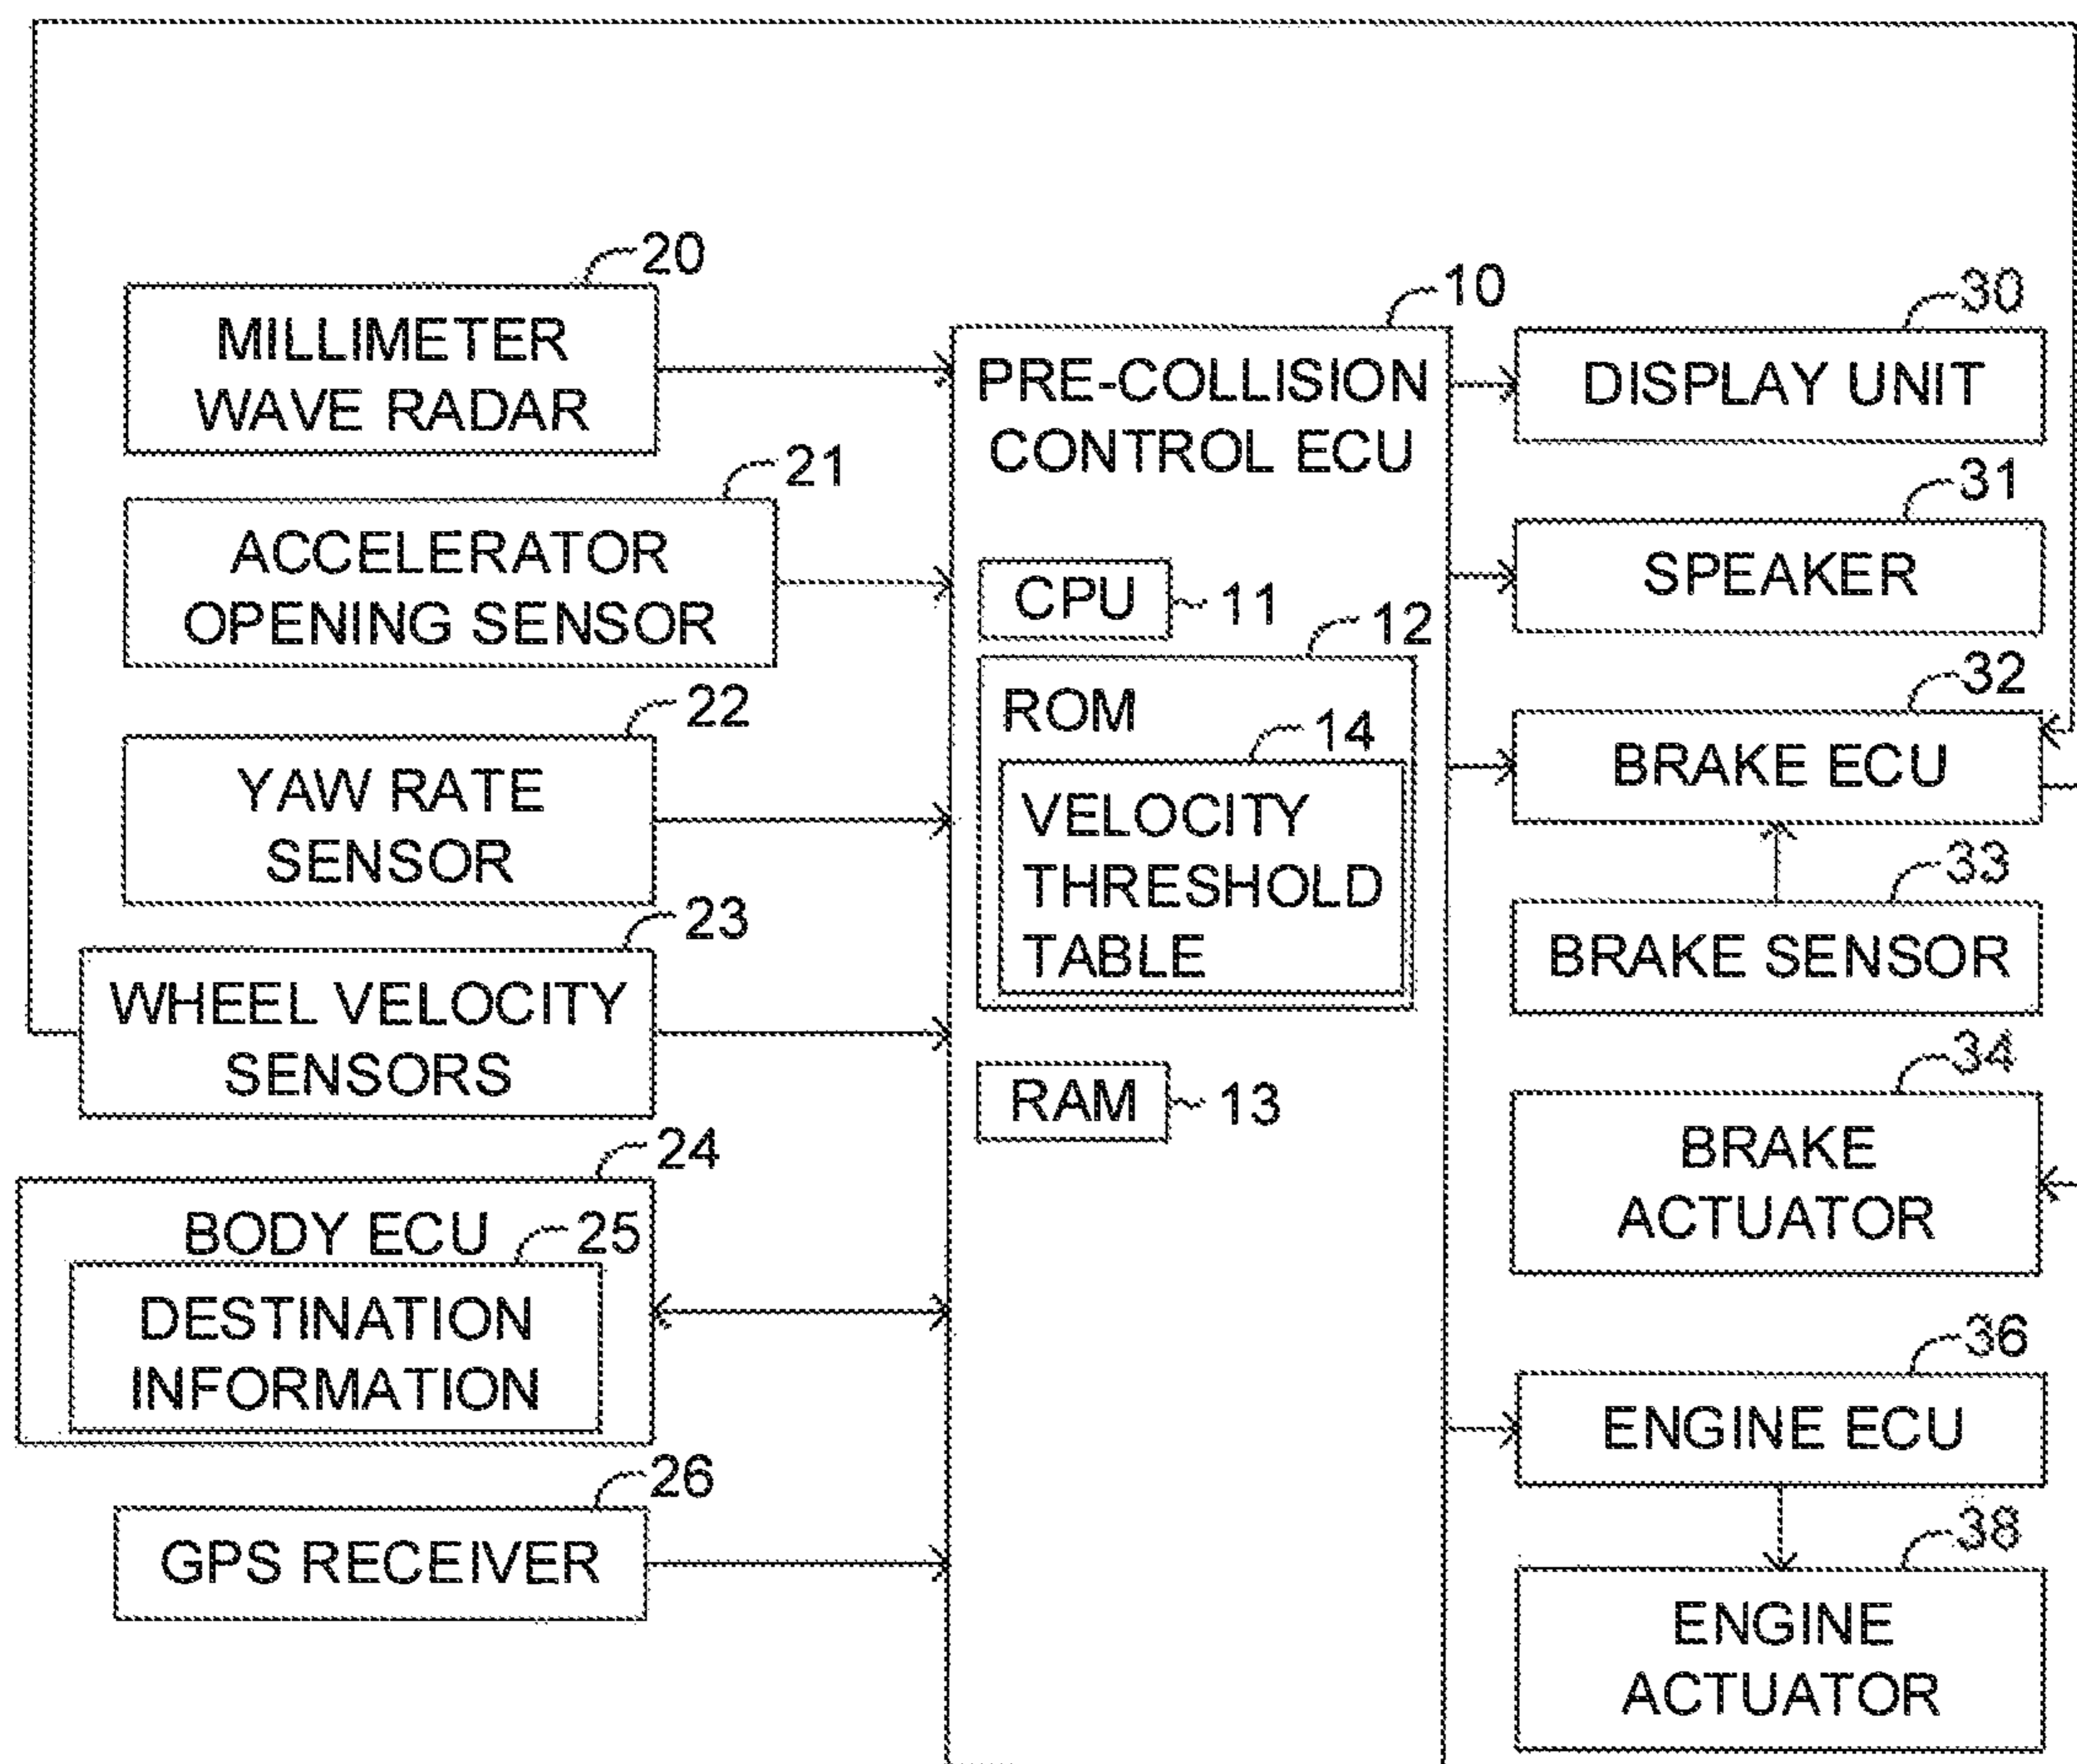 20
MILLIMETER
WAVE RADAR
21
ACCELERATOR
OPENING SENSOR
22
YAW RATE
SENSOR
23
WHEEL VELOCITY
SENSORS
24
BODY ECU
25
DESTINATION
INFORMATION
26
GPS RECEIVER
10
PRE-COLLISION
CONTROL ECU
CPU
11
12
ROM
14
VELOCITY
THRESHOLD
TABLE
RAM
13
30
DISPLAY UNIT
31
SPEAKER
32
BRAKE ECU
33
BRAKE SENSOR
34
BRAKE
ACTUATOR
36
ENGINE ECU
38
ENGINE
ACTUATOR